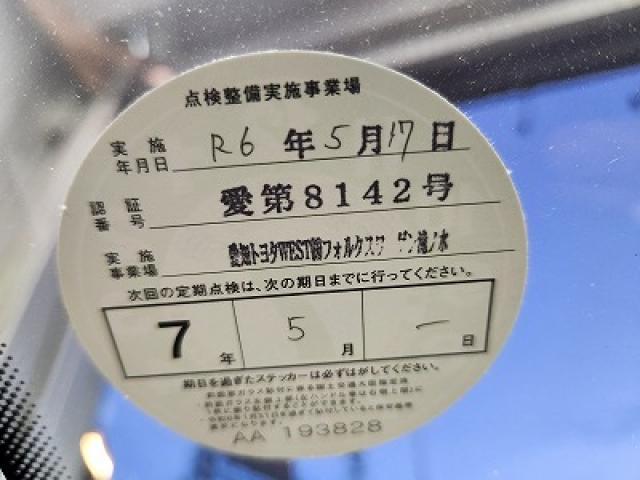 点検整備実施事業場
実施年月日 R6年5月17日
認証番号 愛第8142号
実施事業場 愛知トヨタWEST㈱フォルクスワーゲン滝ノ水
次回の定期点検は、次の期日までに行ってください。
7年 5月 一日
期日を過ぎたステッカーは必ずはがしてください。
AA 193828